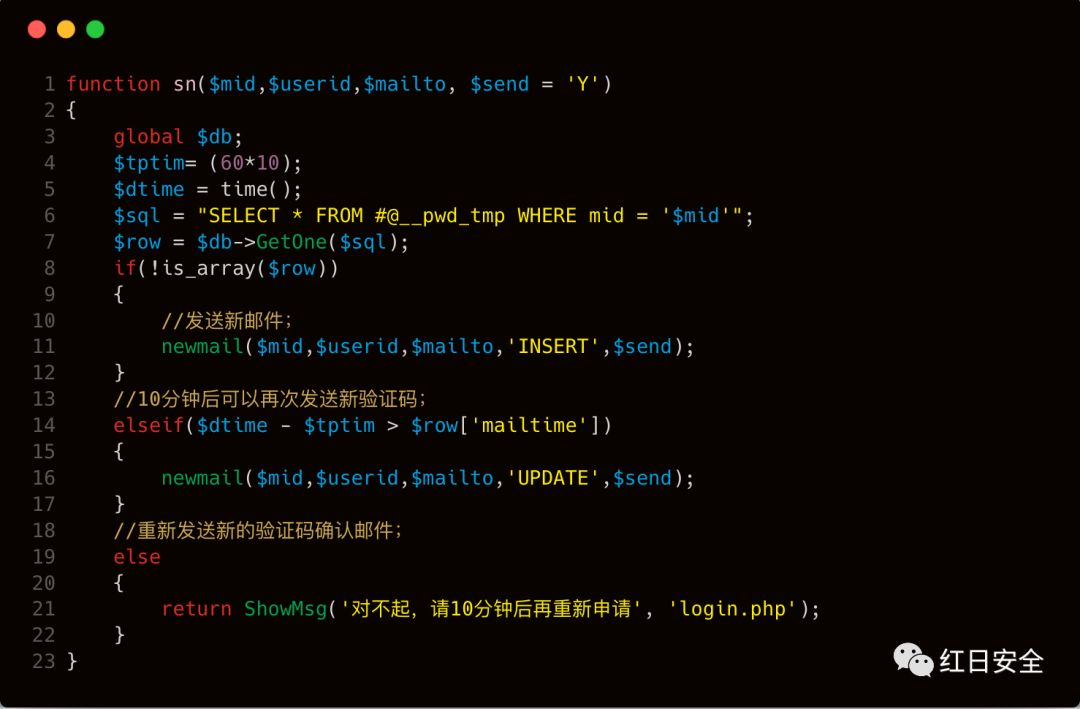 1 function sn($mid,$userid,$mailto, $send = 'Y')
2 {
3     global $db;
4     $tptim= (60*10);
5     $dtime = time();
6     $sql = "SELECT * FROM #@__pwd_tmp WHERE mid = '$mid'";
7     $row = $db->GetOne($sql);
8     if(!is_array($row))
9     {
10         //发送新邮件；
11         newmail($mid,$userid,$mailto,'INSERT',$send);
12     }
13     //10分钟后可以再次发送新验证码；
14     elseif($dtime - $tptim > $row['mailtime'])
15     {
16         newmail($mid,$userid,$mailto,'UPDATE',$send);
17     }
18     //重新发送新的验证码确认邮件；
19     else
20     {
21         return ShowMsg('对不起，请10分钟后再重新申请', 'login.php');
22     }
23 }
红日安全